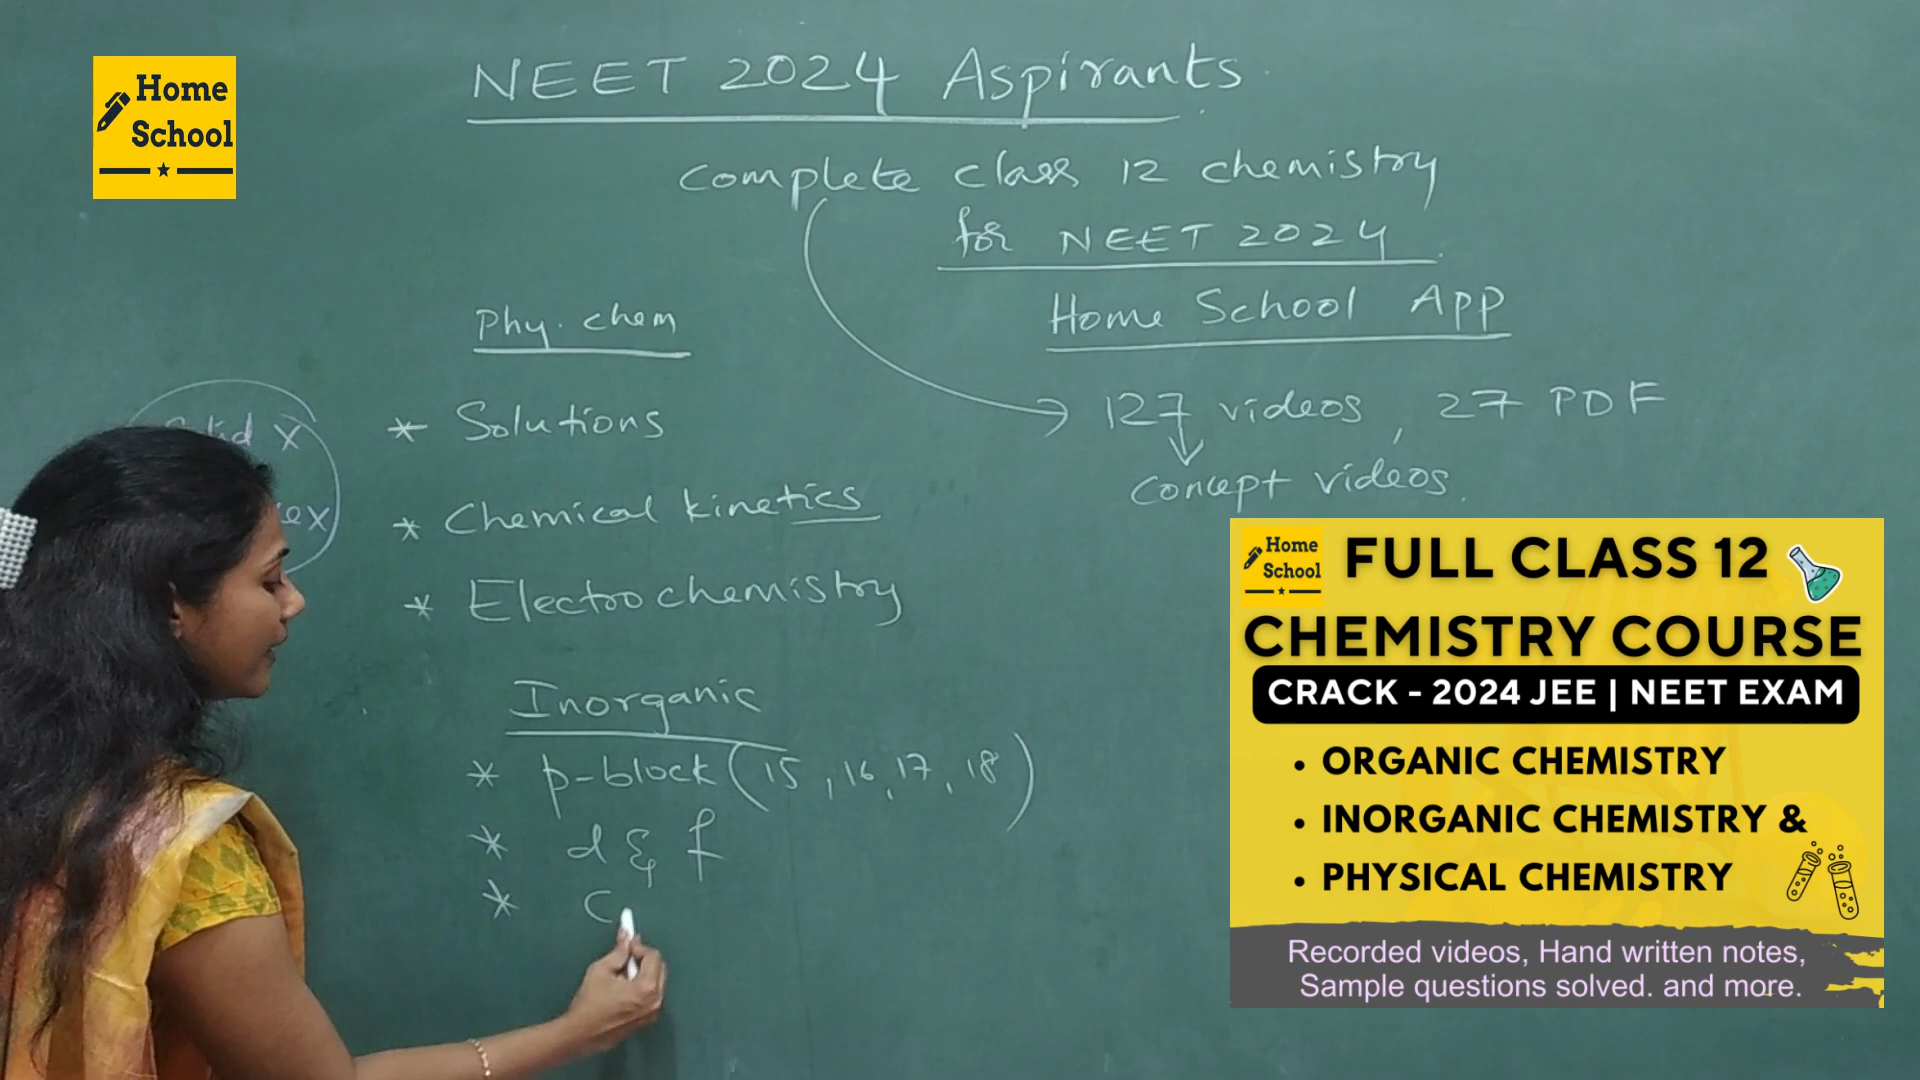 Home
School
NEET 2024 Aspirants
complete class 12 chemistry
for NEET 2024
Home School App
Phy. chem
127 videos, 27 PDF
concept videos.
x
* Solutions
x
* Chemical kinetics
* Electrochemistry
Inorganic
* p-block (15, 16, 17, 18)
* d & f
* C
Home
School
FULL CLASS 12
CHEMISTRY COURSE
CRACK - 2024 JEE | NEET EXAM
• ORGANIC CHEMISTRY
• INORGANIC CHEMISTRY &
• PHYSICAL CHEMISTRY
Recorded videos, Hand written notes,
Sample questions solved. and more.